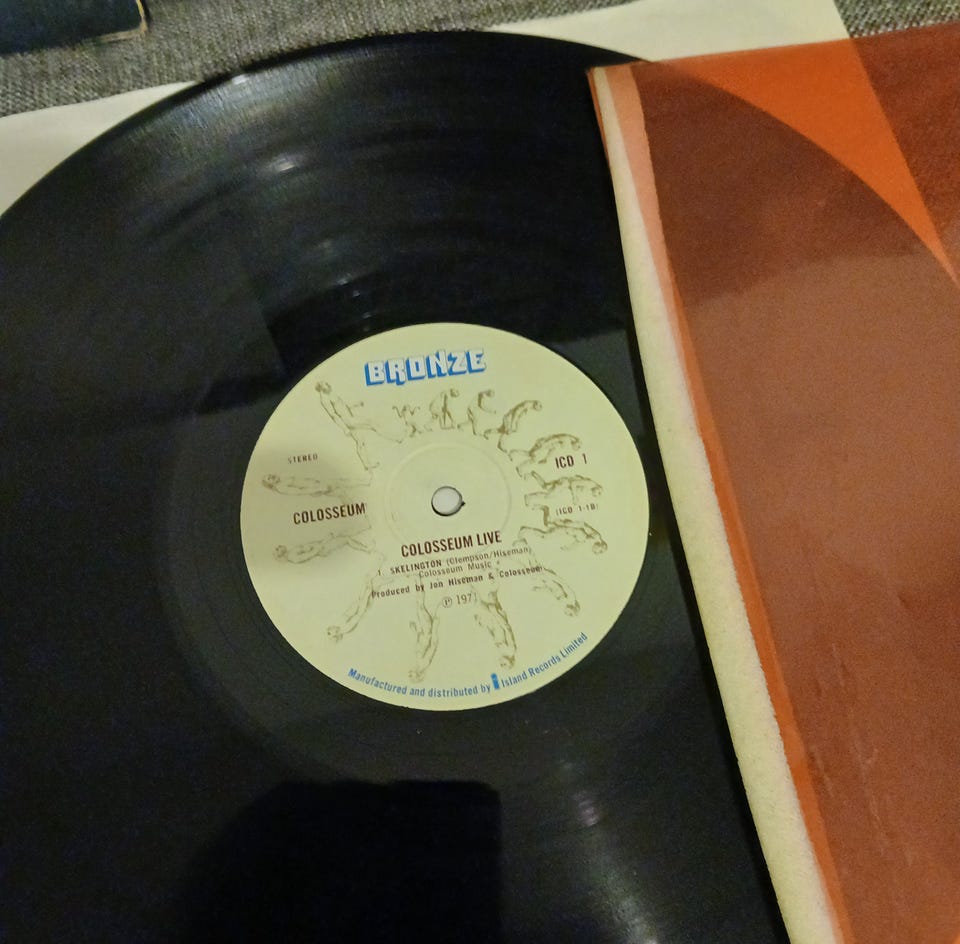 BRONZE
STEREO
ICD 1
COLOSSEUM
(ICD 1-1B)
COLOSSEUM LIVE
1. SKELINGTON (Clempson/Hiseman)
Colosseum Music
Produced by Jon Hiseman & Colosseum
℗ 1971
Manufactured and distributed by i Island Records Limited